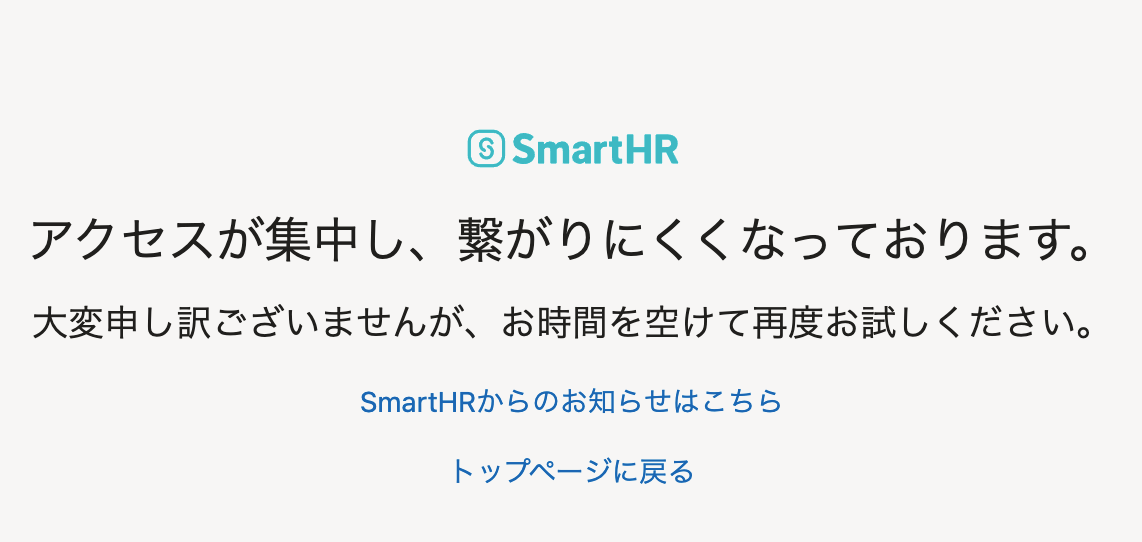 SmartHR
アクセスが集中し、繋がりにくくなっております。
大変申し訳ございませんが、お時間を空けて再度お試しください。
SmartHRからのお知らせはこちら
トップページに戻る